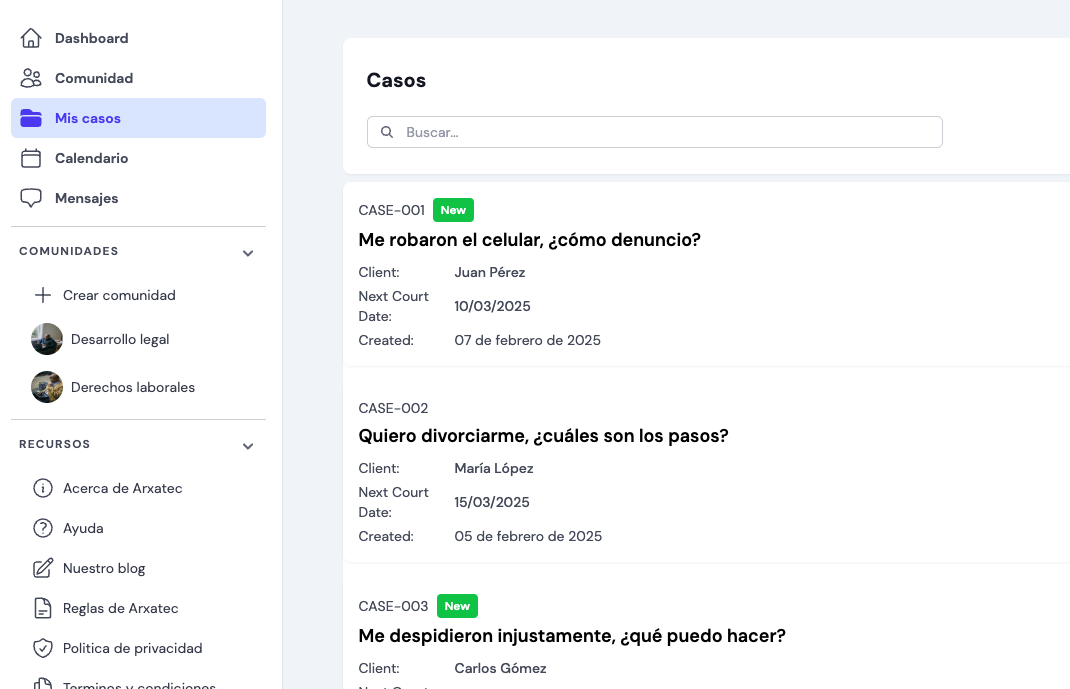 Dashboard
Comunidad
Mis casos
Calendario
Mensajes
COMUNIDADES
Crear comunidad
Desarrollo legal
Derechos laborales
RECURSOS
Acerca de Arxatec
Ayuda
Nuestro blog
Reglas de Arxatec
Politica de privacidad
Terminos y condiciones
Casos
Buscar...
CASE-001 New
Me robaron el celular, ¿cómo denuncio?
Client: Juan Pérez
Next Court
Date: 10/03/2025
Created: 07 de febrero de 2025
CASE-002
Quiero divorciarme, ¿cuáles son los pasos?
Client: María López
Next Court
Date: 15/03/2025
Created: 05 de febrero de 2025
CASE-003 New
Me despidieron injustamente, ¿qué puedo hacer?
Client: Carlos Gómez
Next Court